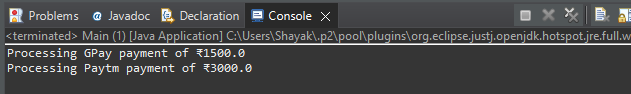 Problems @ Javadoc Declaration Console ×
<terminated> Main (1) [Java Application] C:\Users\Shayak\.p2\pool\plugins\org.eclipse.justj.openjdk.hotspot.jre.full.w
Processing GPay payment of ₹1500.0
Processing Paytm payment of ₹3000.0